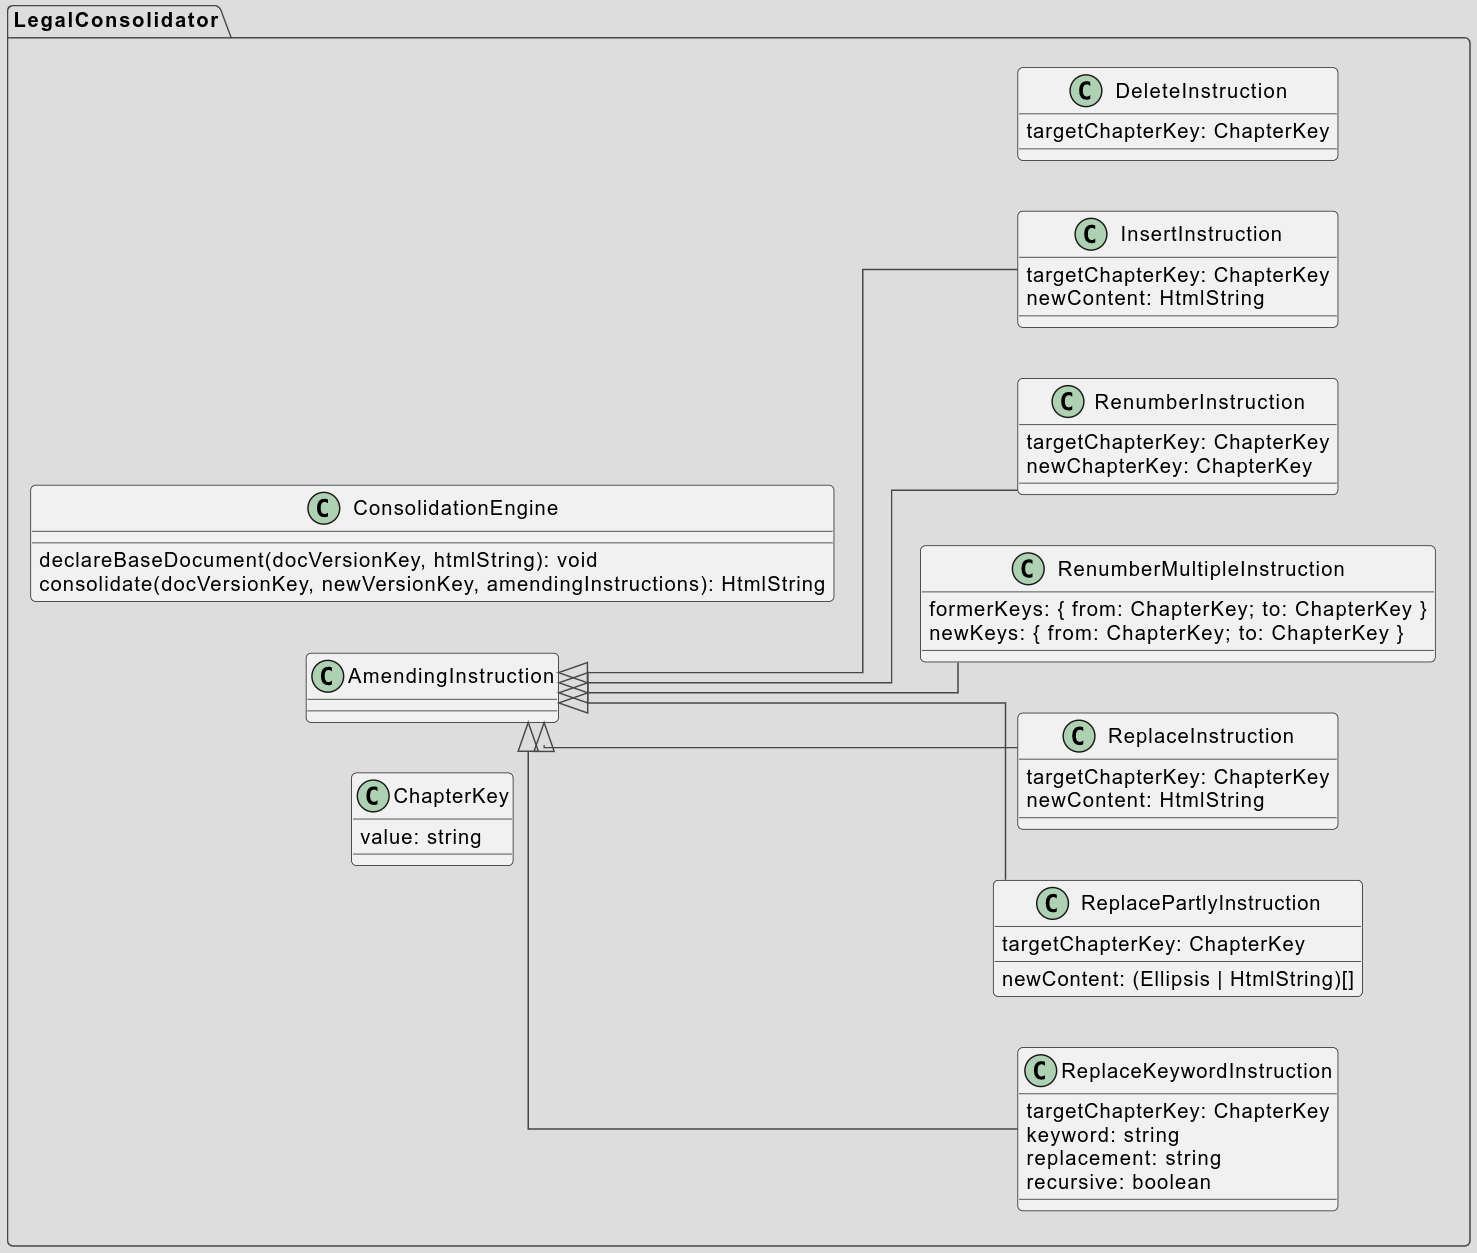 LegalConsolidator
C DeleteInstruction
targetChapterKey: ChapterKey
C InsertInstruction
targetChapterKey: ChapterKey
newContent: HtmlString
C RenumberInstruction
targetChapterKey: ChapterKey
newChapterKey: ChapterKey
C ConsolidationEngine
declareBaseDocument(docVersionKey, htmlString): void
consolidate(docVersionKey, newVersionKey, amendingInstructions): HtmlString
C RenumberMultipleInstruction
formerKeys: { from: ChapterKey; to: ChapterKey }
newKeys: { from: ChapterKey; to: ChapterKey }
C AmendingInstruction
C ReplaceInstruction
targetChapterKey: ChapterKey
newContent: HtmlString
C ChapterKey
value: string
C ReplacePartlyInstruction
targetChapterKey: ChapterKey
newContent: (Ellipsis | HtmlString)[]
C ReplaceKeywordInstruction
targetChapterKey: ChapterKey
keyword: string
replacement: string
recursive: boolean